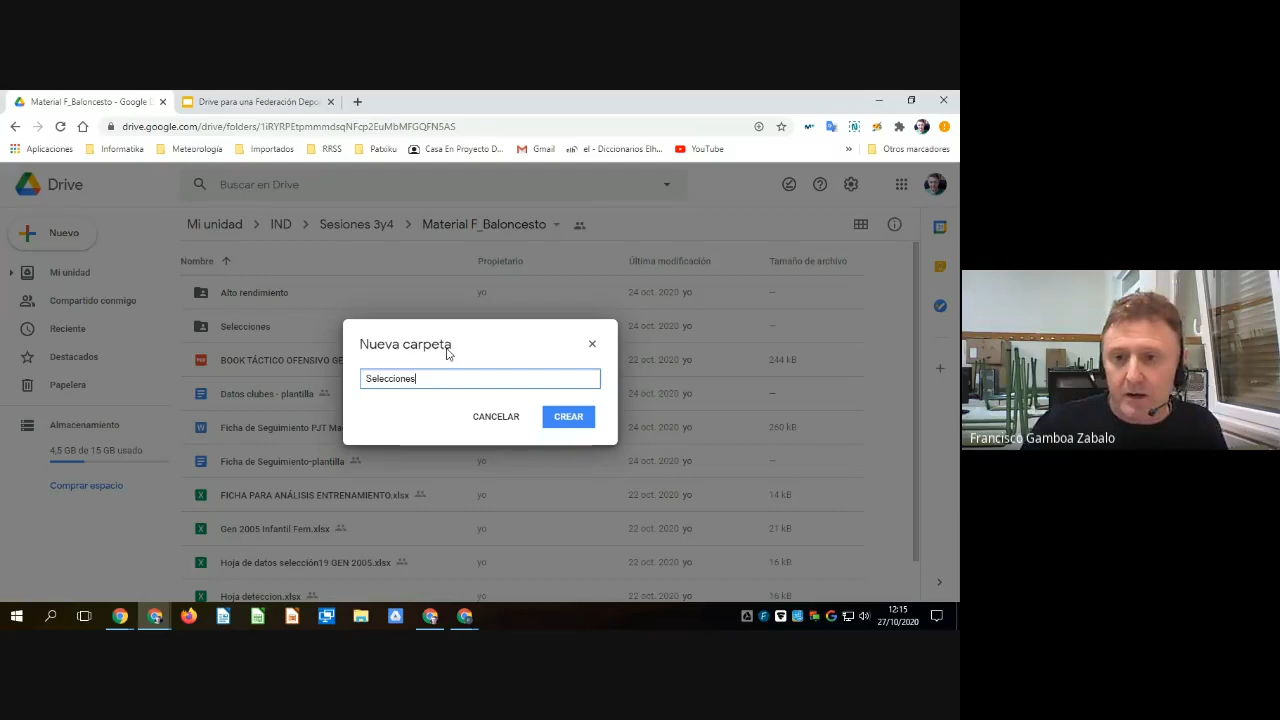 Material F_Baloncesto - Google D
Drive para una Federación Depo
drive.google.com/drive/folders/1iRYRPEtpmmmdsqNFcp2EuMbMFGQFN5AS
Aplicaciones
Informatika
Meteorología
Importados
RRSS
Patxiku
Casa En Proyecto D...
Gmail
el - Diccionarios Elh...
YouTube
»
Otros marcadores
Drive
Buscar en Drive
Nuevo
Mi unidad
Compartido conmigo
Reciente
Destacados
Papelera
Almacenamiento
4,5 GB de 15 GB usado
Comprar espacio
Mi unidad > IND > Sesiones 3y4 > Material F_Baloncesto
Nombre Propietario Última modificación Tamaño de archivo
Alto rendimiento yo 24 oct. 2020 yo —
Selecciones 24 oct. 2020 yo —
BOOK TÁCTICO OFENSIVO GE 22 oct. 2020 yo 244 kB
Datos clubes - plantilla 24 oct. 2020 yo —
Ficha de Seguimiento PJT Ma 22 oct. 2020 yo 260 kB
Ficha de Seguimiento-plantilla yo 24 oct. 2020 yo —
FICHA PARA ANÁLISIS ENTRENAMIENTO.xlsx yo 22 oct. 2020 yo 14 kB
Gen 2005 Infantil Fem.xlsx yo 22 oct. 2020 yo 21 kB
Hoja de datos selección19 GEN 2005.xlsx yo 22 oct. 2020 yo 16 kB
Hoja deteccion.xlsx yo 22 oct. 2020 yo 16 kB
Nueva carpeta
Selecciones
CANCELAR
CREAR
12:15
27/10/2020
Francisco Gamboa Zabalo